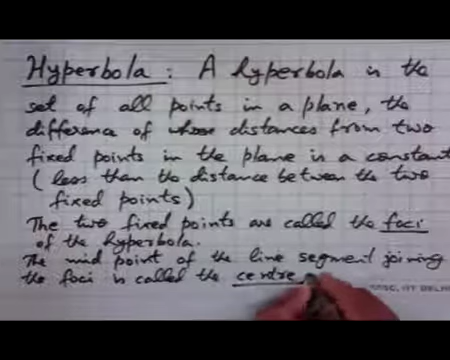 Hyperbola : A hyperbola is the
set of all points in a plane, the
difference of whose distances from two
fixed points in the plane is a constant
( less than the distance between the two
fixed points )
The two fixed points are called the foci
of the hyperbola.
The mid point of the line segment joining
the foci is called the centre
IIT DELH